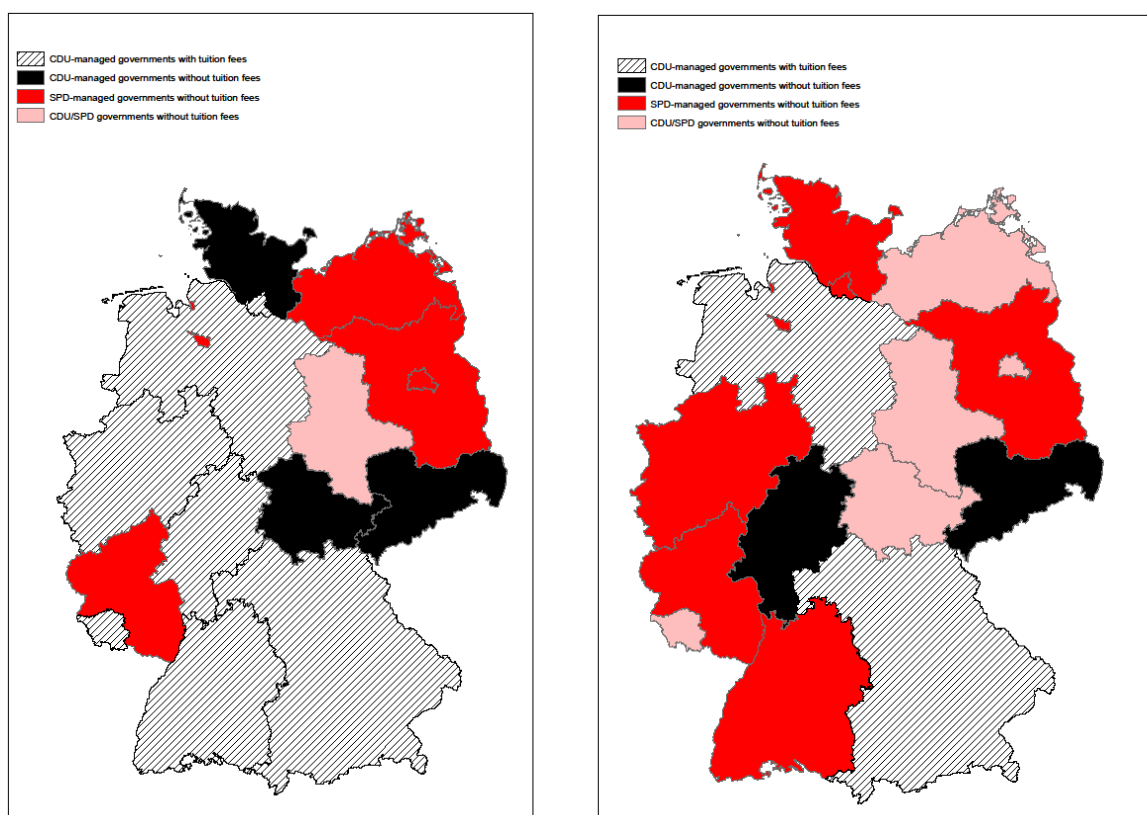 CDU-managed governments with tuition fees
CDU-managed governments without tuition fees
SPD-managed governments without tuition fees
CDU/SPD governments without tuition fees
CDU-managed governments with tuition fees
CDU-managed governments without tuition fees
SPD-managed governments without tuition fees
CDU/SPD governments without tuition fees